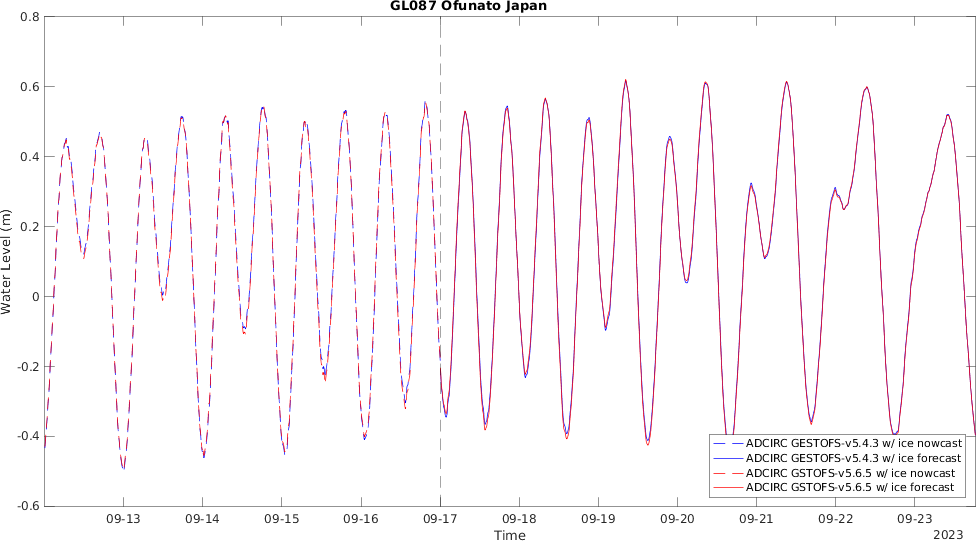 GL087 Ofunato Japan
0.8
0.6
0.4
0.2
0
-0.2
-0.4
-0.6
Water Level (m)
ADCIRC GESTOFS-v5.4.3 w/ ice nowcast
ADCIRC GESTOFS-v5.4.3 w/ ice forecast
ADCIRC GSTOFS-v5.6.5 w/ ice nowcast
ADCIRC GSTOFS-v5.6.5 w/ ice forecast
09-13 09-14 09-15 09-16 09-17 09-18 09-19 09-20 09-21 09-22 09-23
Time
2023